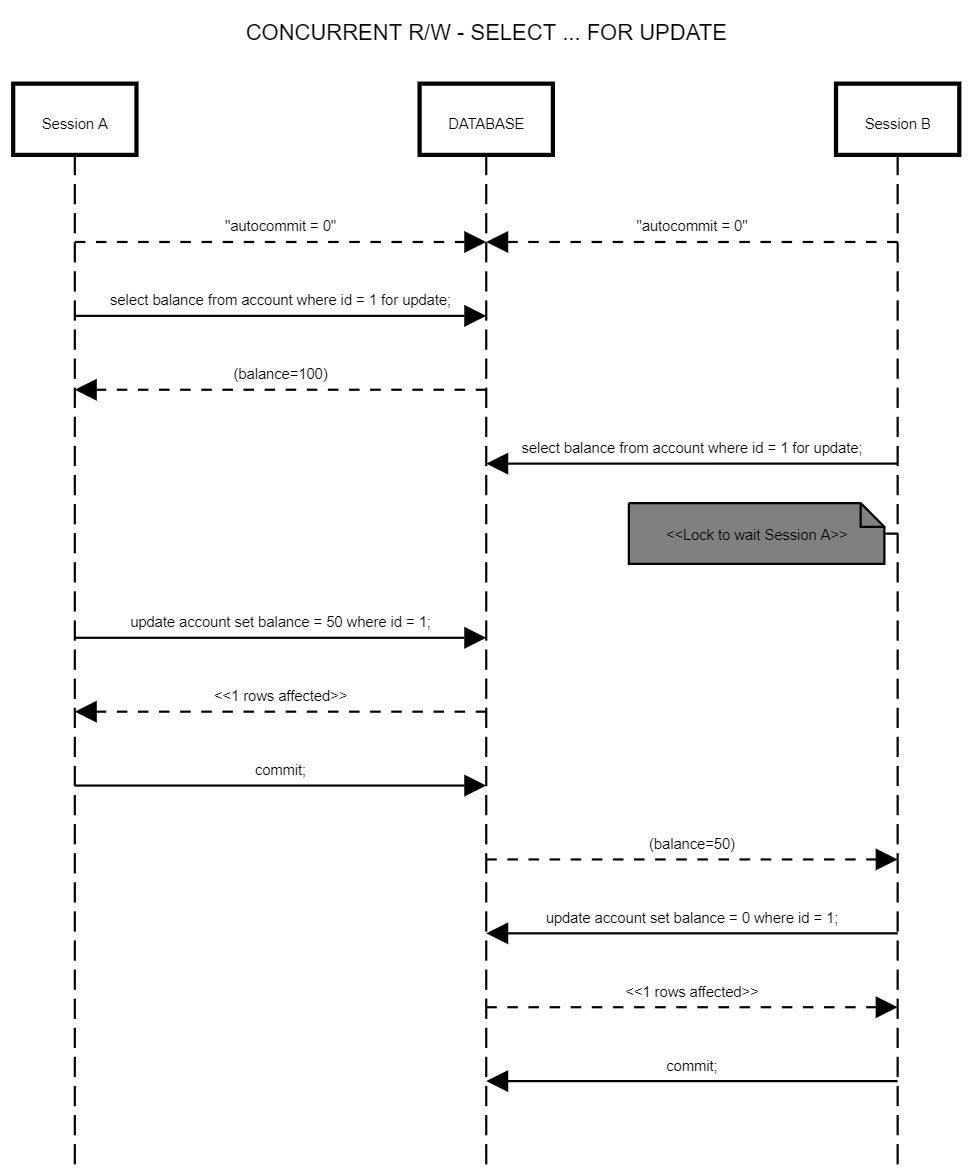 CONCURRENT R/W - SELECT ... FOR UPDATE
Session A
DATABASE
Session B
"autocommit = 0"
"autocommit = 0"
select balance from account where id = 1 for update;
(balance=100)
select balance from account where id = 1 for update;
<<Lock to wait Session A>>
update account set balance = 50 where id = 1;
<<1 rows affected>>
commit;
(balance=50)
update account set balance = 0 where id = 1;
<<1 rows affected>>
commit;